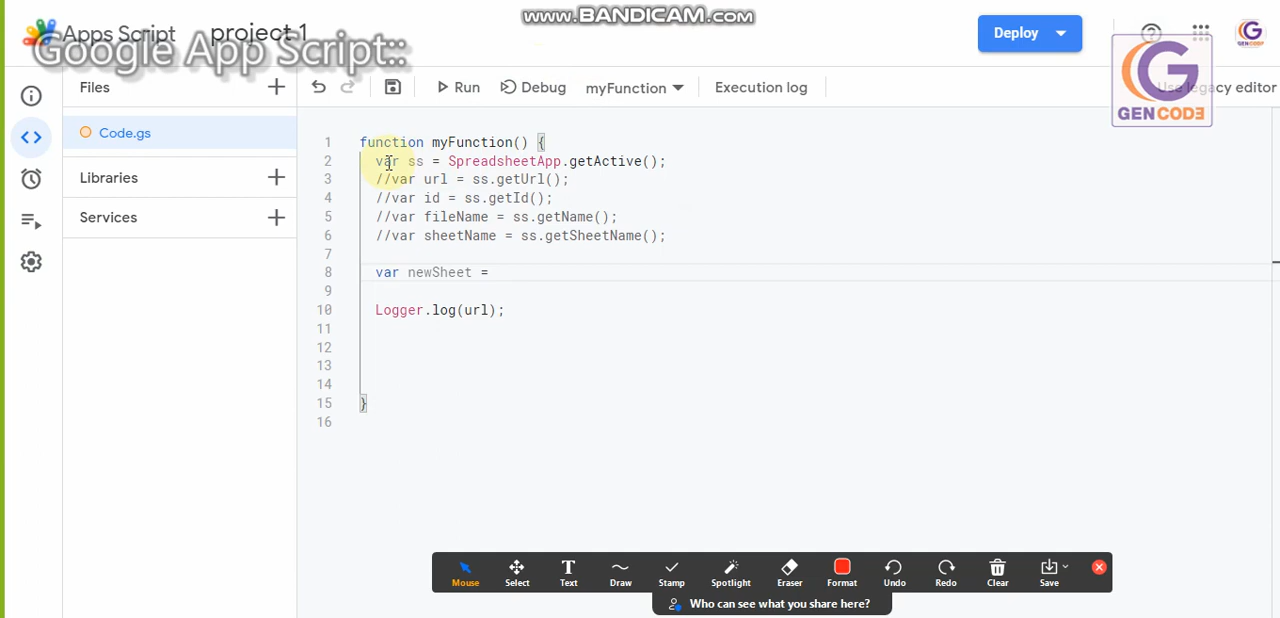 www.BANDICAM.com
Apps Script project 1
Google App Script::
Deploy
GENCODE
GENCODE
Files
Run Debug myFunction Execution log
Use legacy editor
Code.gs
Libraries
Services
1 function myFunction() {
2 var ss = SpreadsheetApp.getActive();
3 //var url = ss.getUrl();
4 //var id = ss.getId();
5 //var fileName = ss.getName();
6 //var sheetName = ss.getSheetName();
7
8 var newSheet =
9
10 Logger.log(url);
11
12
13
14
15 }
16
Mouse Select Text Draw Stamp Spotlight Eraser Format Undo Redo Clear Save
Who can see what you share here?